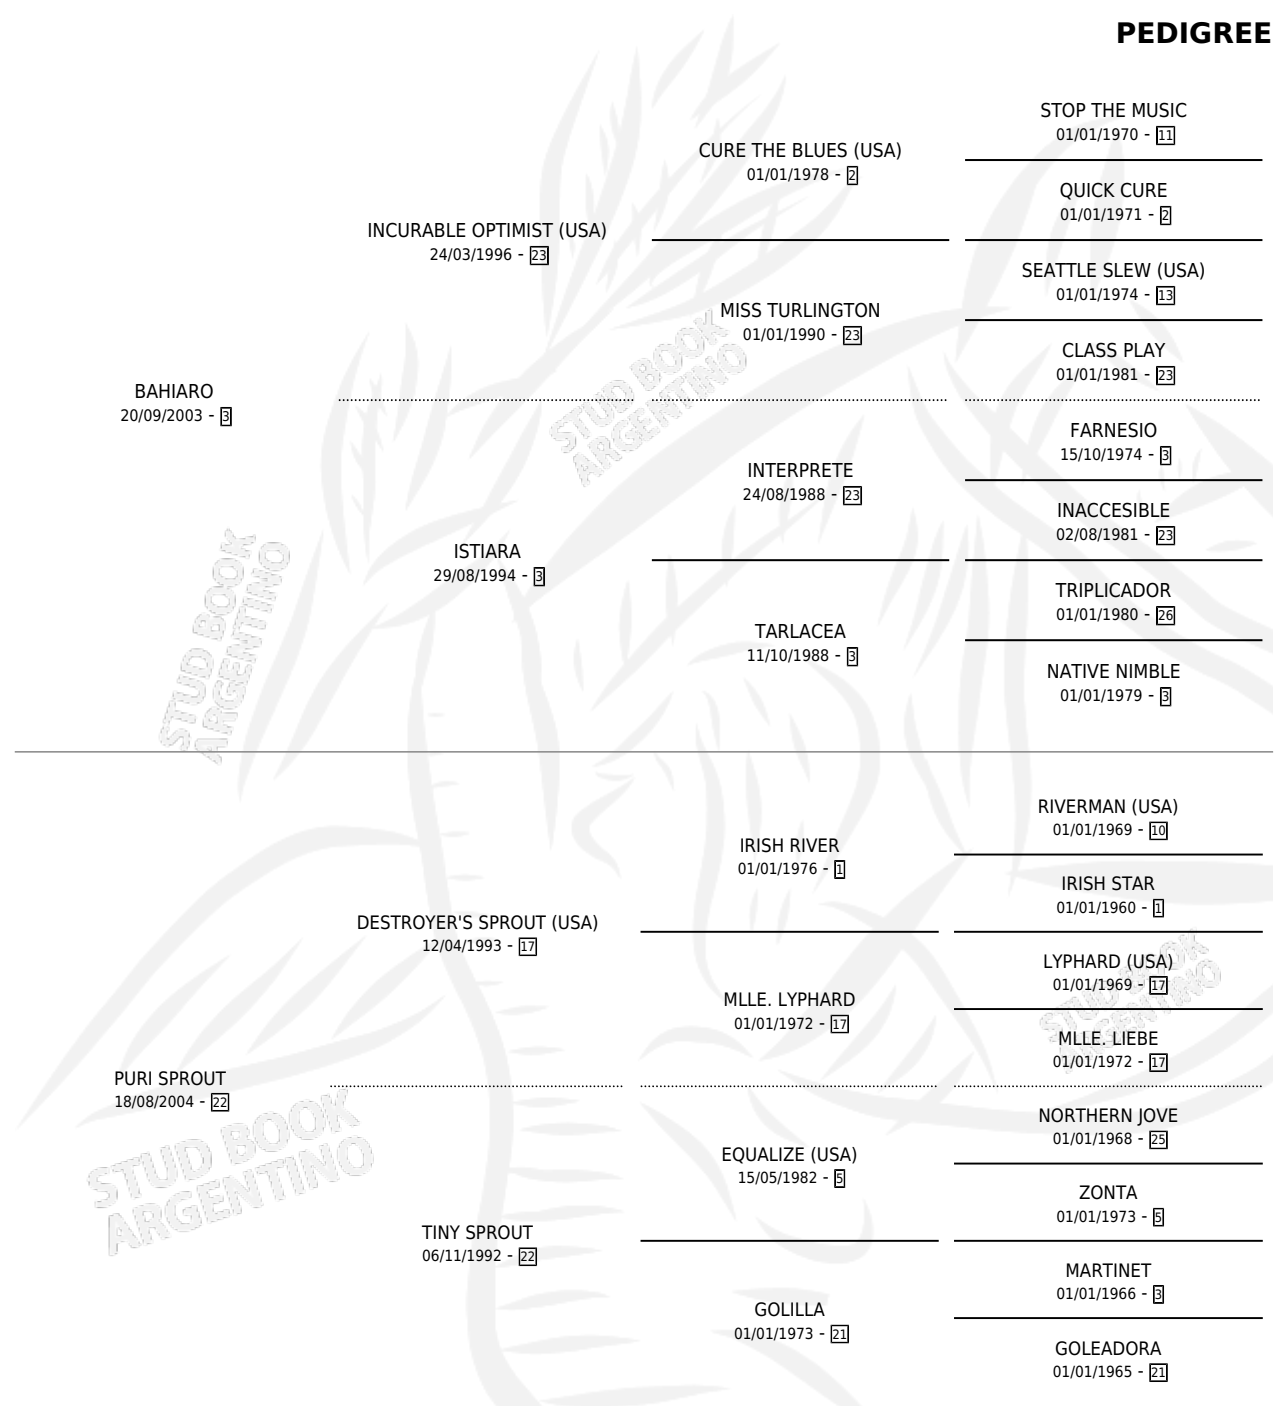 PEDIGREE
STOP THE MUSIC
01/01/1970 - 11
CURE THE BLUES (USA)
01/01/1978 - 2
QUICK CURE
01/01/1971 - 2
INCURABLE OPTIMIST (USA)
24/03/1996 - 23
SEATTLE SLEW (USA)
01/01/1974 - 13
MISS TURLINGTON
01/01/1990 - 23
CLASS PLAY
01/01/1981 - 23
BAHIARO
20/09/2003 - 3
FARNESIO
15/10/1974 - 3
INTERPRETE
24/08/1988 - 23
INACCESIBLE
02/08/1981 - 23
ISTIARA
29/08/1994 - 3
TRIPLICADOR
01/01/1980 - 26
TARLACEA
11/10/1988 - 3
NATIVE NIMBLE
01/01/1979 - 3
RIVERMAN (USA)
01/01/1969 - 10
IRISH RIVER
01/01/1976 - 1
IRISH STAR
01/01/1960 - 1
DESTROYER'S SPROUT (USA)
12/04/1993 - 17
LYPHARD (USA)
01/01/1969 - 17
MLLE. LYPHARD
01/01/1972 - 17
MLLE. LIEBE
01/01/1972 - 17
PURI SPROUT
18/08/2004 - 22
NORTHERN JOVE
01/01/1968 - 25
EQUALIZE (USA)
15/05/1982 - 5
ZONTA
01/01/1973 - 5
TINY SPROUT
06/11/1992 - 22
MARTINET
01/01/1966 - 3
GOLILLA
01/01/1973 - 21
GOLEADORA
01/01/1965 - 21
STUD BOOK
ARGENTINO
STUD BOOK
ARGENTINO
STUD BOOK
ARGENTINO
STUD BOOK
ARGENTINO